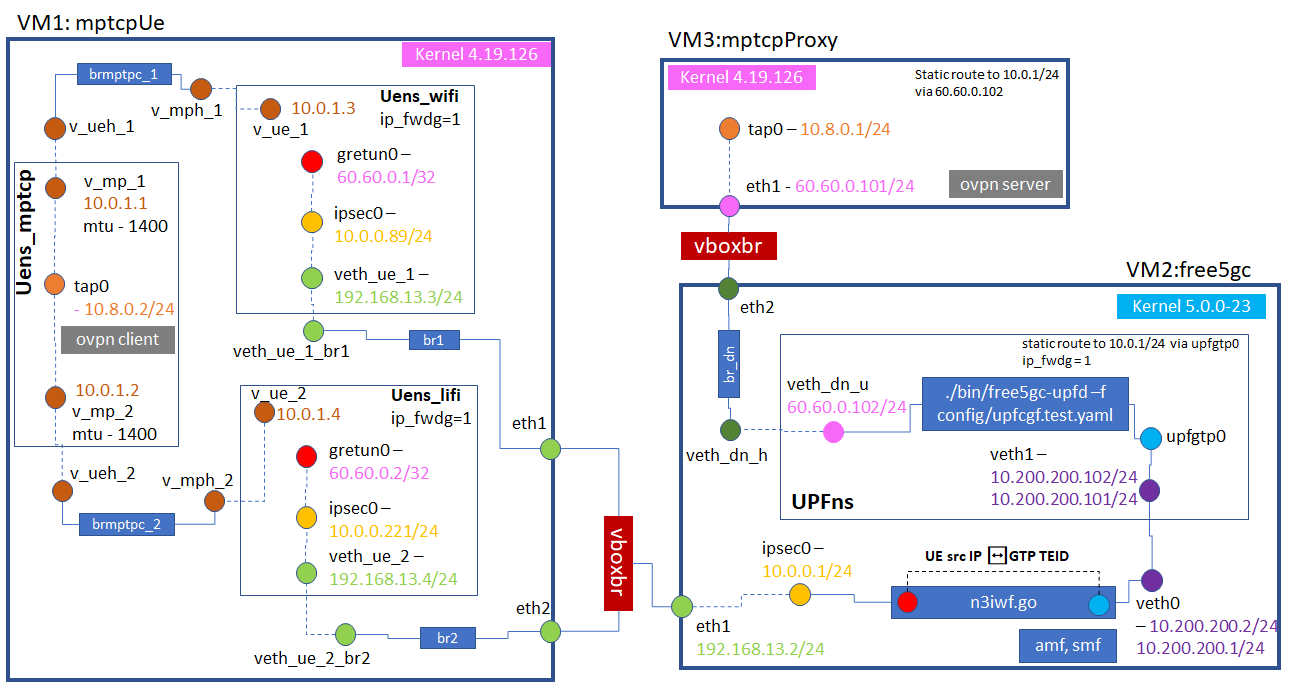 VM1: mptcpUe
Kernel 4.19.126
brmptpc_1
v_mph_1
v_ueh_1
Uens_wifi
ip_fwdg=1
10.0.1.3
v_ue_1
gretun0 –
60.60.0.1/32
ipsec0 –
10.0.0.89/24
veth_ue_1 –
192.168.13.3/24
veth_ue_1_br1
br1
Uens_mptcp
v_mp_1
10.0.1.1
mtu - 1400
tap0
- 10.8.0.2/24
ovpn client
10.0.1.2
v_mp_2
mtu - 1400
v_ueh_2
v_mph_2
brmptpc_2
v_ue_2
10.0.1.4
Uens_lifi
ip_fwdg=1
gretun0 –
60.60.0.2/32
ipsec0 –
10.0.0.221/24
veth_ue_2 –
192.168.13.4/24
veth_ue_2_br2
br2
eth1
eth2
vboxbr
VM3:mptcpProxy
Kernel 4.19.126
Static route to 10.0.1/24
via 60.60.0.102
tap0 – 10.8.0.1/24
eth1 - 60.60.0.101/24
ovpn server
vboxbr
VM2:free5gc
Kernel 5.0.0-23
eth2
br_dn
veth_dn_h
static route to 10.0.1/24 via upfgtp0
ip_fwdg = 1
veth_dn_u
60.60.0.102/24
./bin/free5gc-upfd –f
config/upfcgf.test.yaml
upfgtp0
veth1 –
10.200.200.102/24
10.200.200.101/24
UPFns
ipsec0 –
10.0.0.1/24
UE src IP ↔ GTP TEID
n3iwf.go
amf, smf
veth0
– 10.200.200.2/24
10.200.200.1/24
eth1
192.168.13.2/24